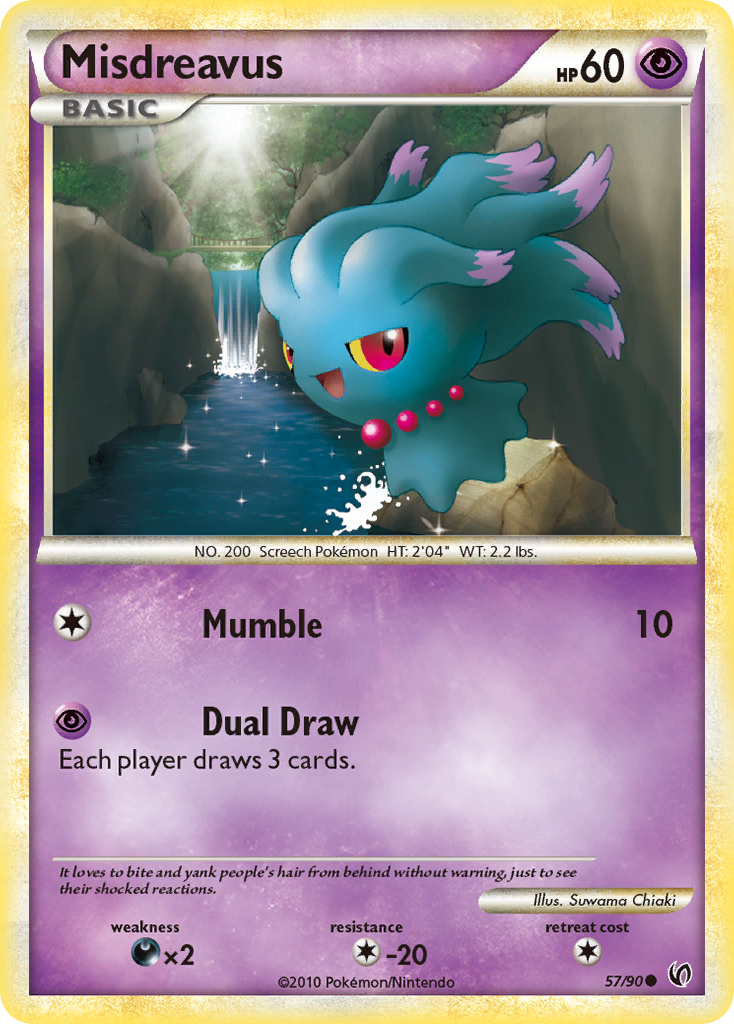 Misdreavus
HP60
BASIC
NO. 200 Screech Pokémon HT: 2'04" WT: 2.2 lbs.
Mumble 10
Dual Draw
Each player draws 3 cards.
It loves to bite and yank people's hair from behind without warning, just to see
their shocked reactions.
Illus. Suwama Chiaki
weakness resistance retreat cost
×2 -20
©2010 Pokémon/Nintendo 57/90